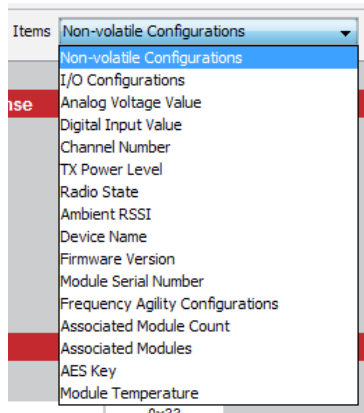 Items Non-volatile Configurations
Non-volatile Configurations
I/O Configurations
Analog Voltage Value
Digital Input Value
Channel Number
TX Power Level
Radio State
Ambient RSSI
Device Name
Firmware Version
Module Serial Number
Frequency Agility Configurations
Associated Module Count
Associated Modules
AES Key
Module Temperature